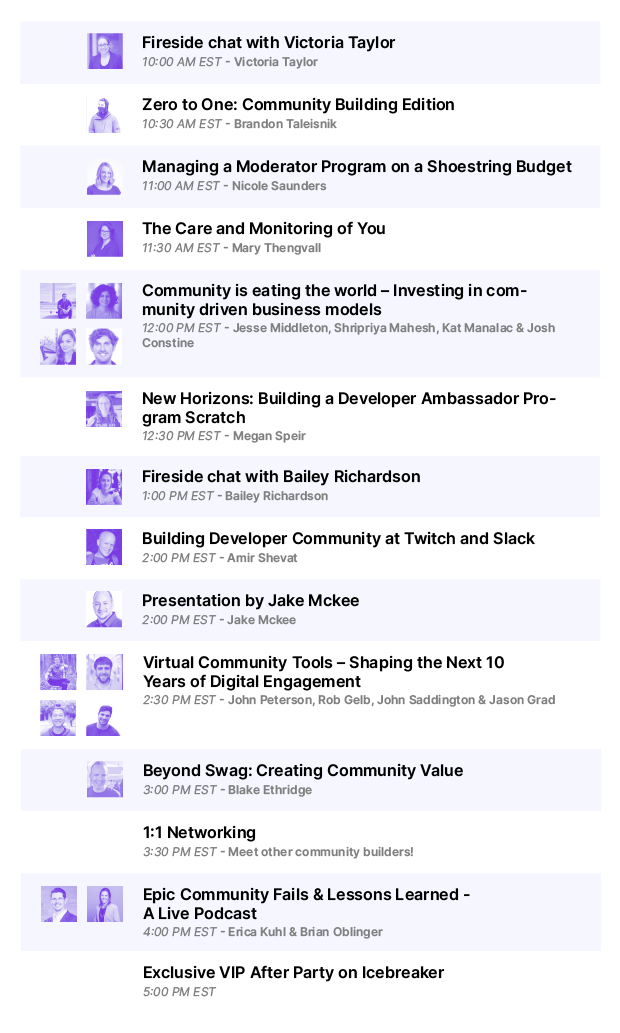 Fireside chat with Victoria Taylor
10:00 AM EST - Victoria Taylor
Zero to One: Community Building Edition
10:30 AM EST - Brandon Taleisnik
Managing a Moderator Program on a Shoestring Budget
11:00 AM EST - Nicole Saunders
The Care and Monitoring of You
11:30 AM EST - Mary Thengvall
Community is eating the world – Investing in com-
munity driven business models
12:00 PM EST - Jesse Middleton, Shripriya Mahesh, Kat Manalac & Josh
Constine
New Horizons: Building a Developer Ambassador Pro-
gram Scratch
12:30 PM EST - Megan Speir
Fireside chat with Bailey Richardson
1:00 PM EST - Bailey Richardson
Building Developer Community at Twitch and Slack
2:00 PM EST - Amir Shevat
Presentation by Jake Mckee
2:00 PM EST - Jake Mckee
Virtual Community Tools – Shaping the Next 10
Years of Digital Engagement
2:30 PM EST - John Peterson, Rob Gelb, John Saddington & Jason Grad
Beyond Swag: Creating Community Value
3:00 PM EST - Blake Ethridge
1:1 Networking
3:30 PM EST - Meet other community builders!
Epic Community Fails & Lessons Learned -
A Live Podcast
4:00 PM EST - Erica Kuhl & Brian Oblinger
Exclusive VIP After Party on Icebreaker
5:00 PM EST